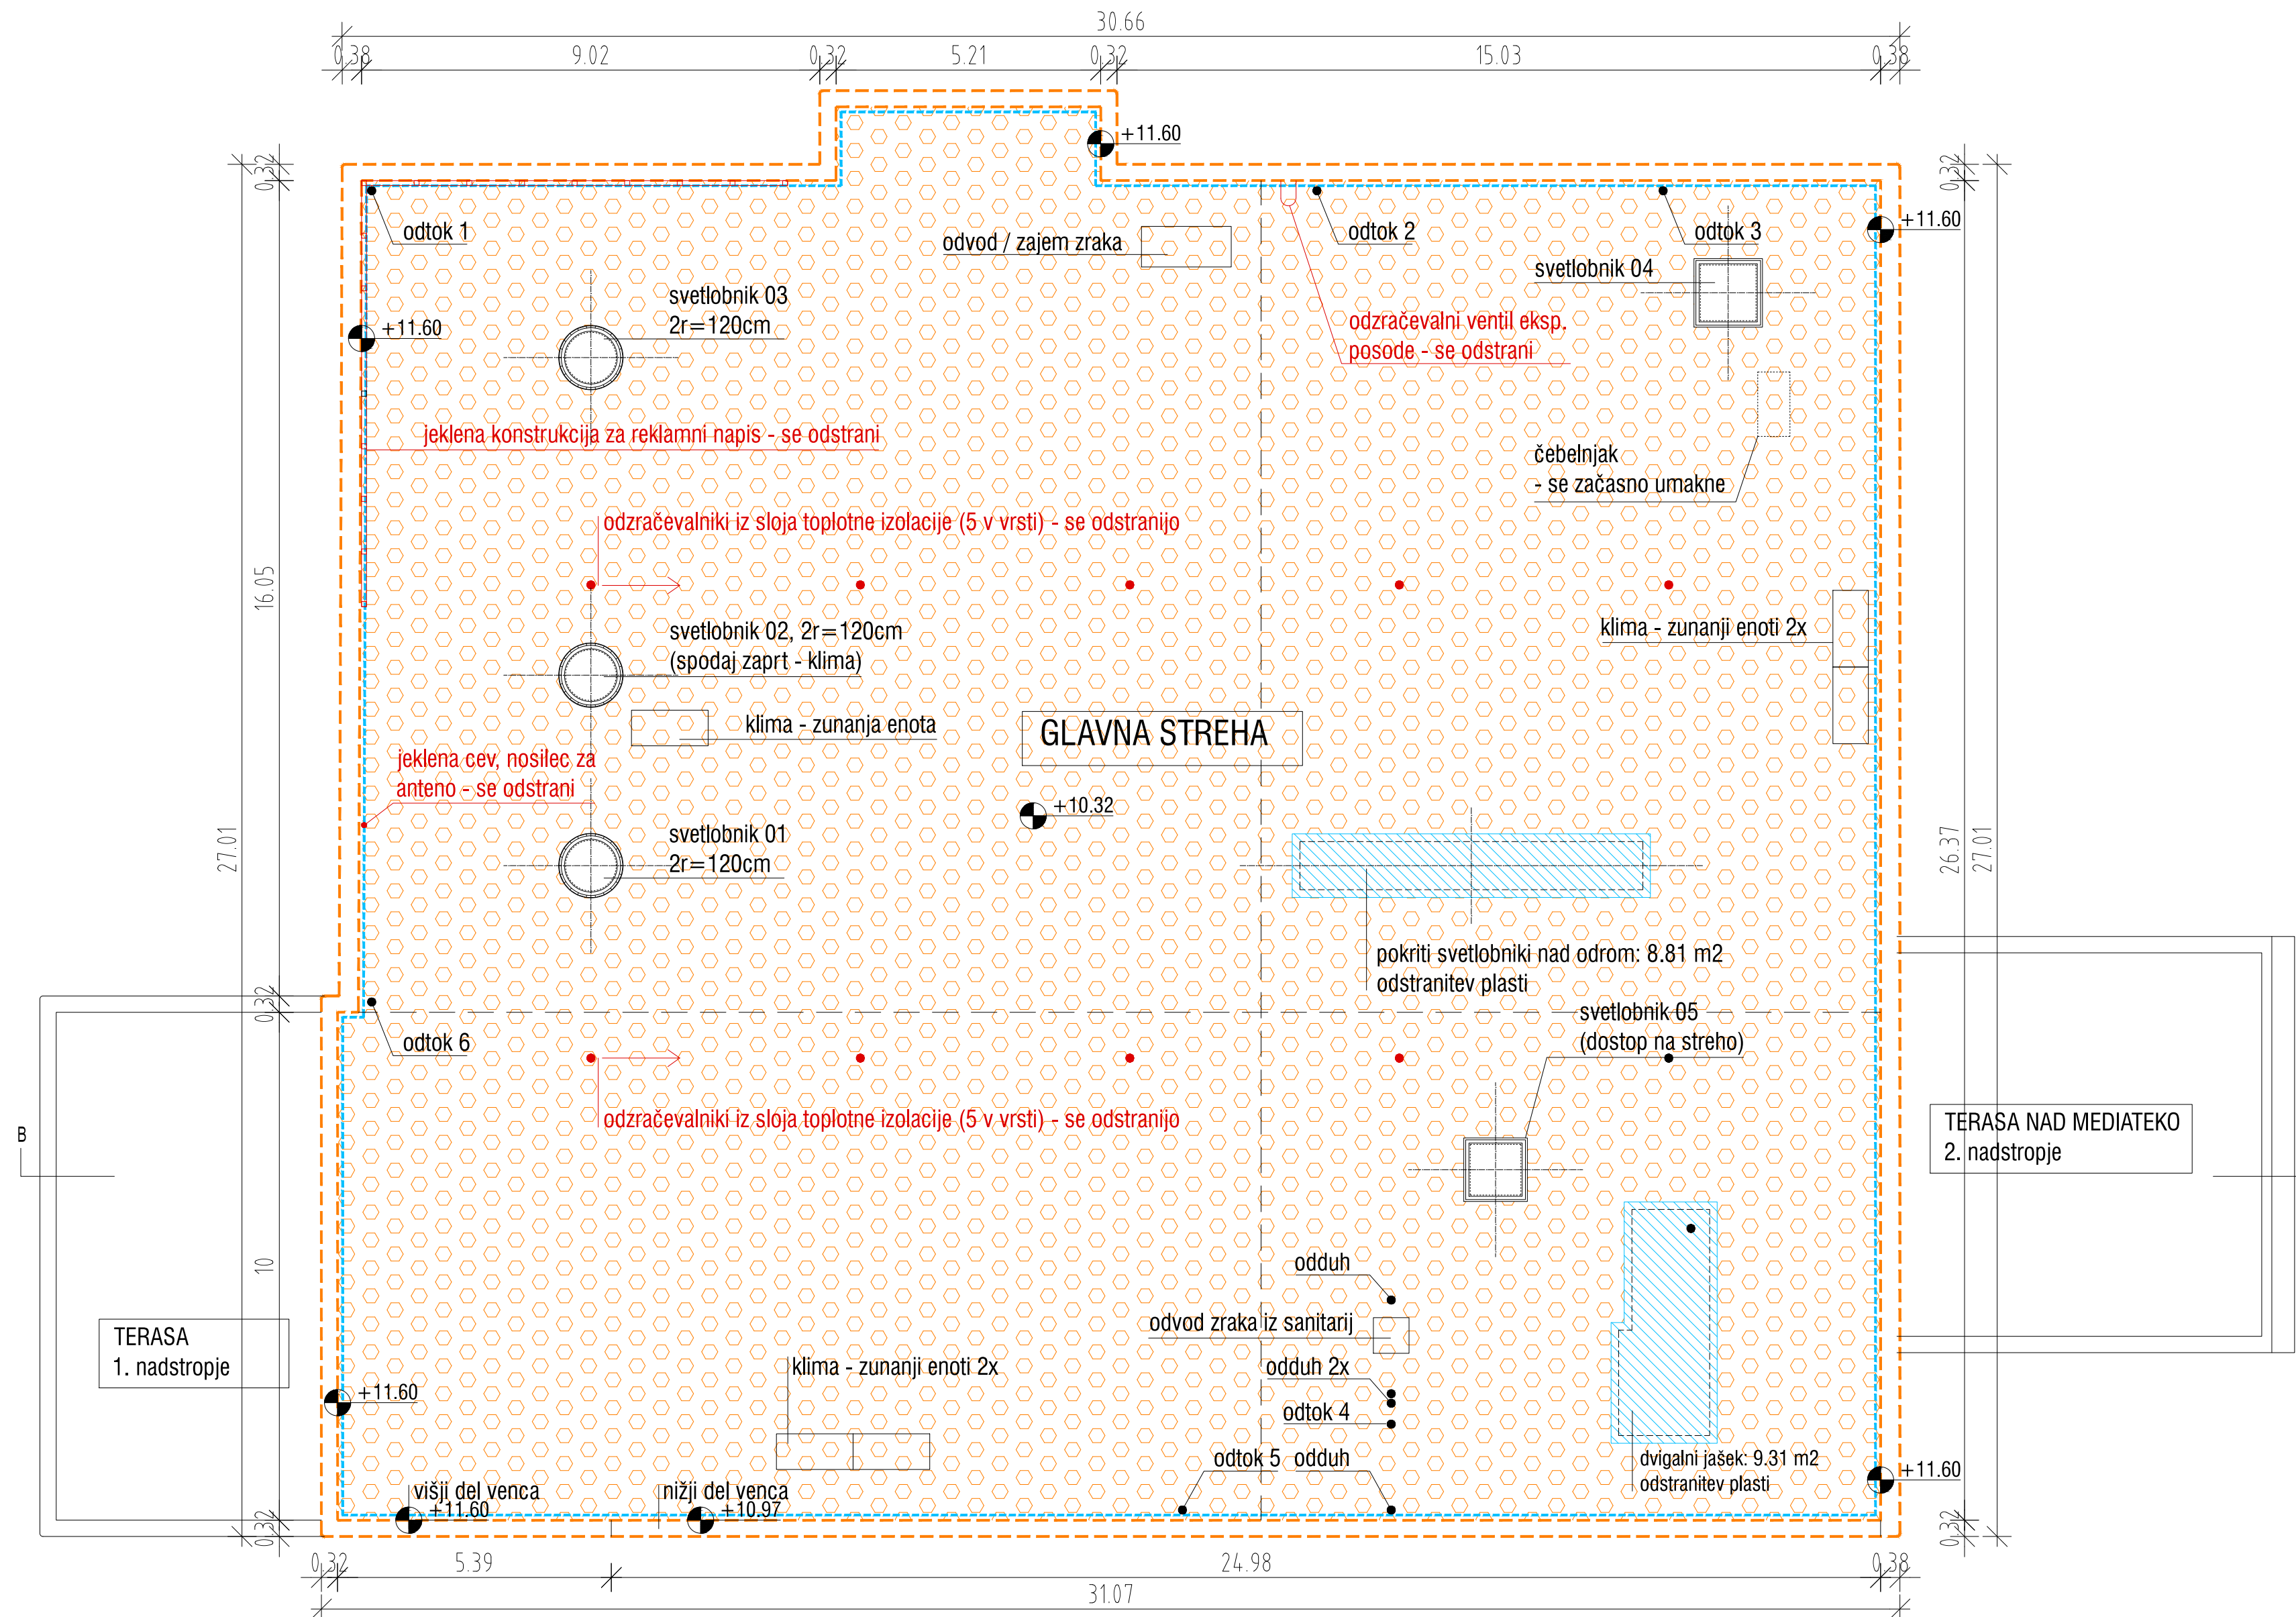 30.66
0.38
9.02
0.32
5.21
0.32
15.03
0.38
+11.60
0.32
0.32
odtok 1
odvod / zajem zraka
odtok 2
odtok 3
+11.60
svetlobnik 04
svetlobnik 03
2r=120cm
+11.60
odzračevalni ventil eksp.
posode - se odstrani
jeklena konstrukcija za reklamni napis - se odstrani
čebelnjak
- se začasno umakne
odzračevalniki iz sloja toplotne izolacije (5 v vrsti) - se odstranijo
16.05
svetlobnik 02, 2r=120cm
(spodaj zaprt - klima)
klima - zunanji enoti 2x
klima - zunanja enota
GLAVNA STREHA
jeklena cev, nosilec za
anteno - se odstrani
+10.32
27.01
svetlobnik 01
2r=120cm
26.37
27.01
pokriti svetlobniki nad odrom: 8.81 m2
odstranitev plasti
0.32
svetlobnik 05
(dostop na streho)
odtok 6
odzračevalniki iz sloja toplotne izolacije (5 v vrsti) - se odstranijo
B
TERASA NAD MEDIATEKO
2. nadstropje
10
odduh
odvod zraka iz sanitarij
TERASA
1. nadstropje
klima - zunanji enoti 2x
odduh 2x
+11.60
odtok 4
odtok 5
odduh
dvigalni jašek: 9.31 m2
odstranitev plasti
+11.60
višji del venca
+11.60
nižji del venca
+10.97
0.32
0.32
0.32
5.39
24.98
0.38
31.07